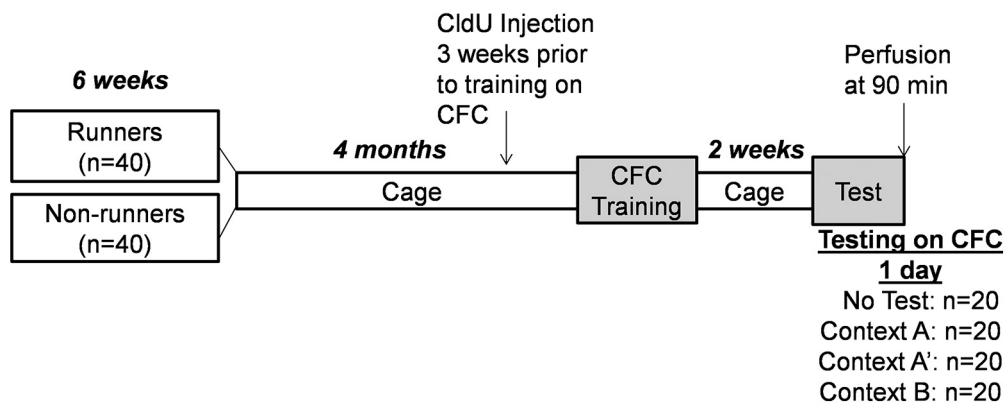 CldU Injection
3 weeks prior
to training on
CFC
Perfusion
at 90 min
6 weeks
Runners
(n=40)
Non-runners
(n=40)
4 months
Cage
CFC
Training
2 weeks
Cage
Test
Testing on CFC
1 day
No Test: n=20
Context A: n=20
Context A’: n=20
Context B: n=20